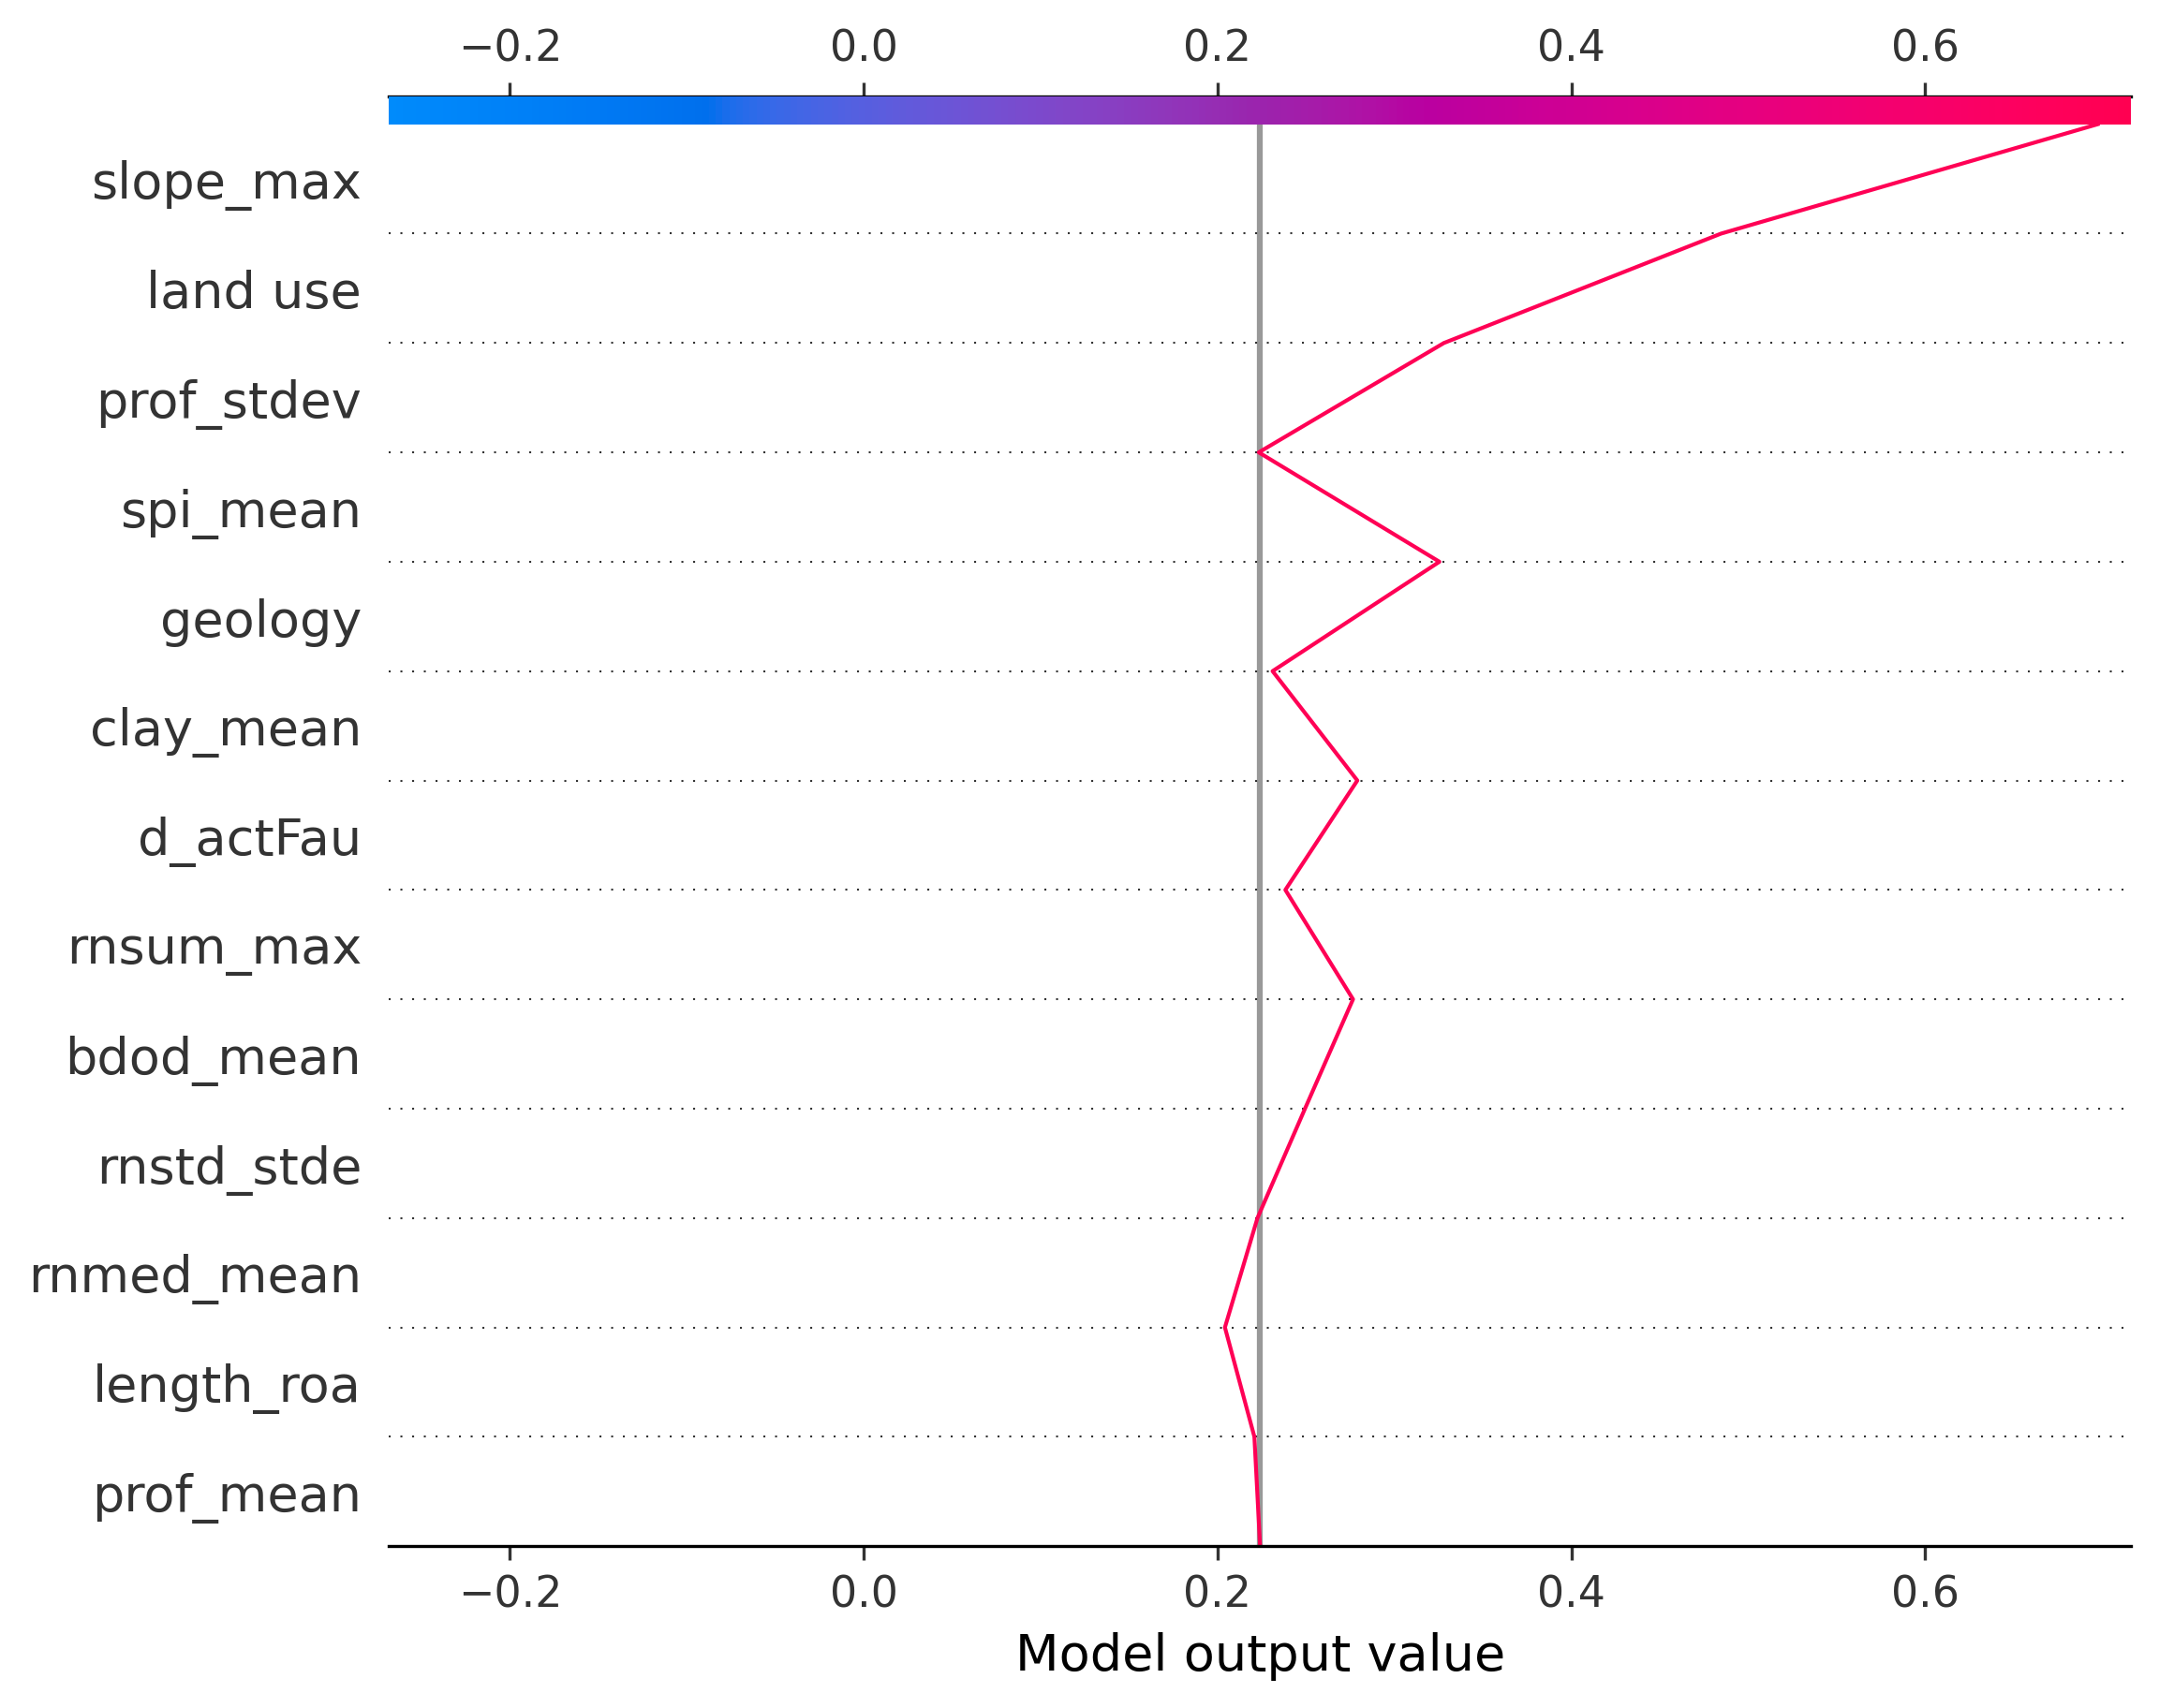 −0.2 0.0 0.2 0.4 0.6
slope_max
land use
prof_stdev
spi_mean
geology
clay_mean
d_actFau
rnsum_max
bdod_mean
rnstd_stde
rnmed_mean
length_roa
prof_mean
−0.2 0.0 0.2 0.4 0.6
Model output value